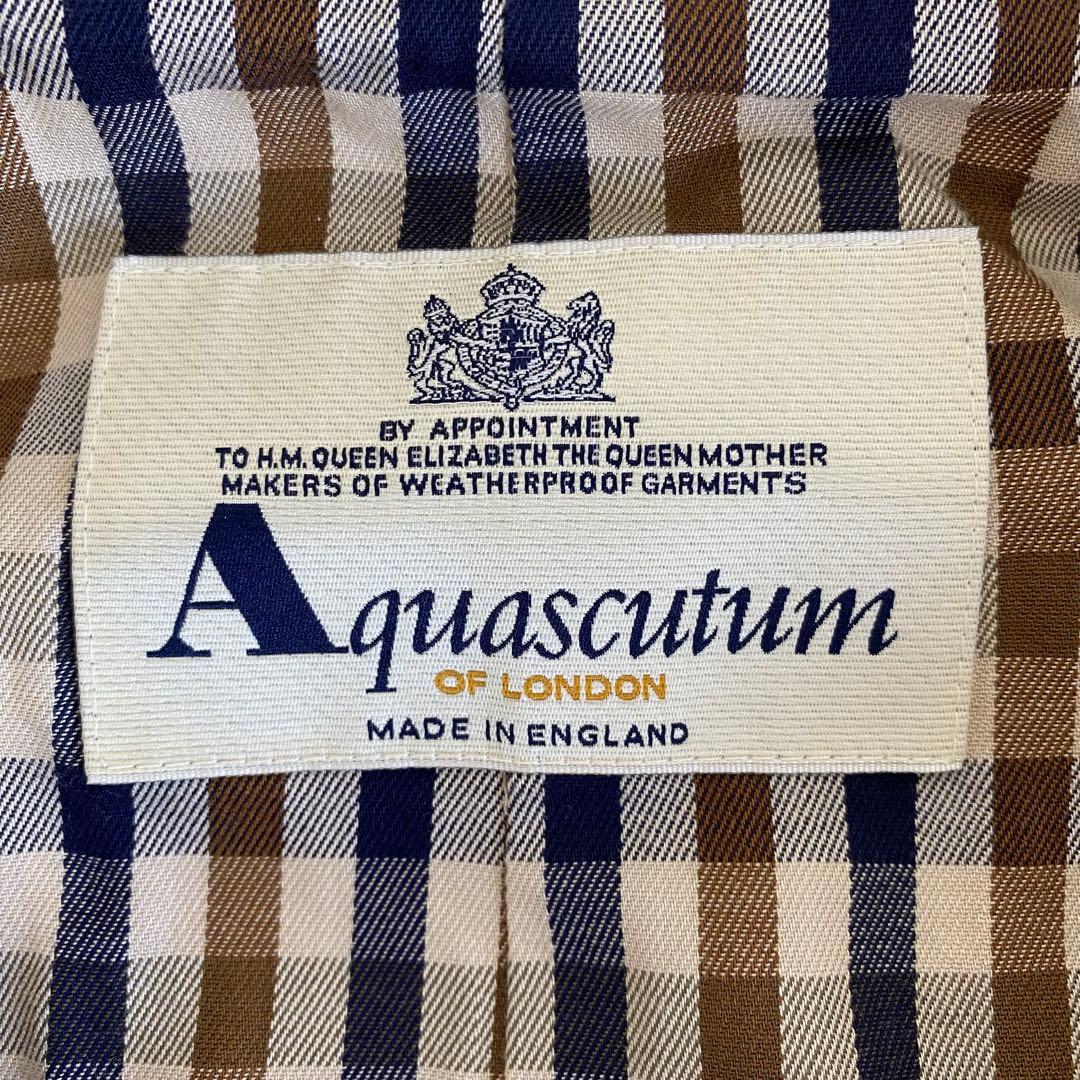 BY APPOINTMENT
TO H.M. QUEEN ELIZABETH THE QUEEN MOTHER
MAKERS OF WEATHERPROOF GARMENTS
Aquascutum
OF LONDON
MADE IN ENGLAND